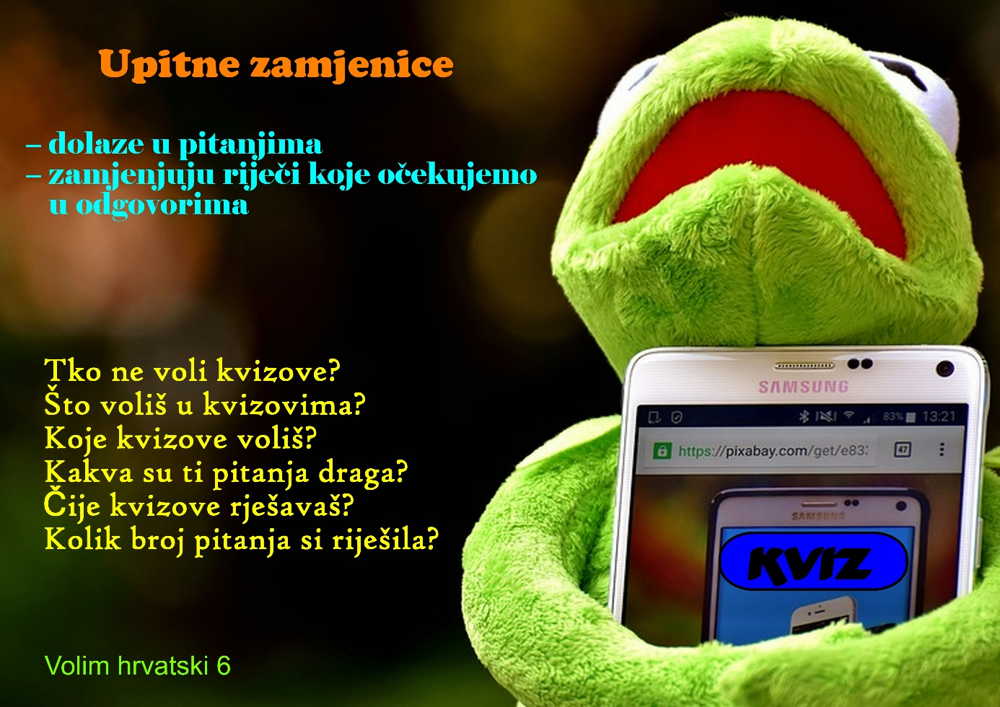 Upitne zamjenice
– dolaze u pitanjima
– zamjenjuju riječi koje očekujemo
u odgovorima
Tko ne voli kvizove?
Što voliš u kvizovima?
Koje kvizove voliš?
Kakva su ti pitanja draga?
Čije kvizove rješavaš?
Kolik broj pitanja si riješila?
Volim hrvatski 6
SAMSUNG
83% 13:21
https://pixabay.com/get/e83
47
SAMSUNG
KVIZ